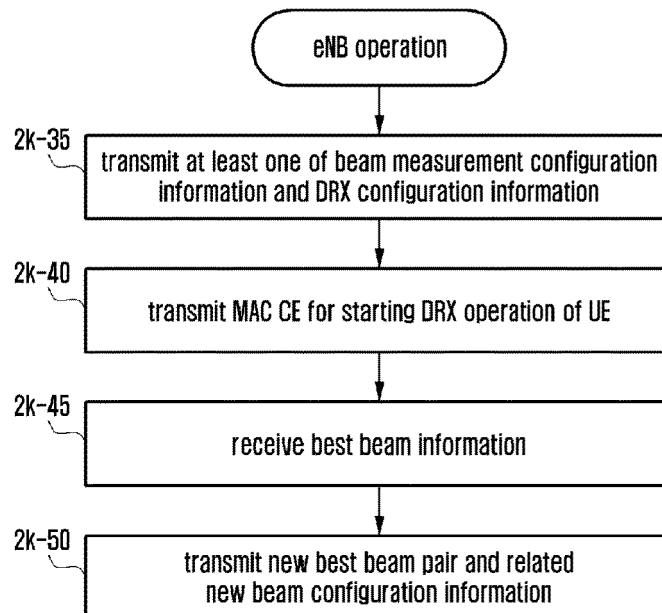 eNB operation
2k-35
transmit at least one of beam measurement configuration
information and DRX configuration information
2k-40
transmit MAC CE for starting DRX operation of UE
2k-45
receive best beam information
2k-50
transmit new best beam pair and related
new beam configuration information